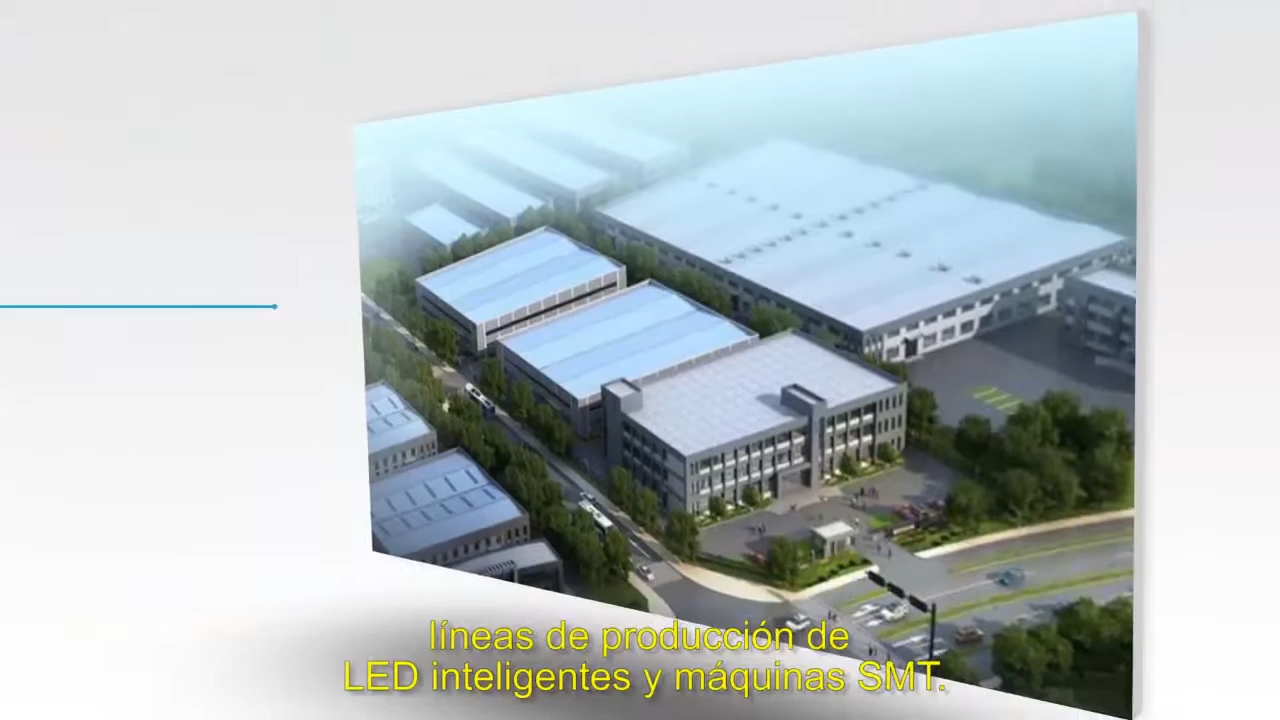 líneas de producción de
LED inteligentes y máquinas SMT.